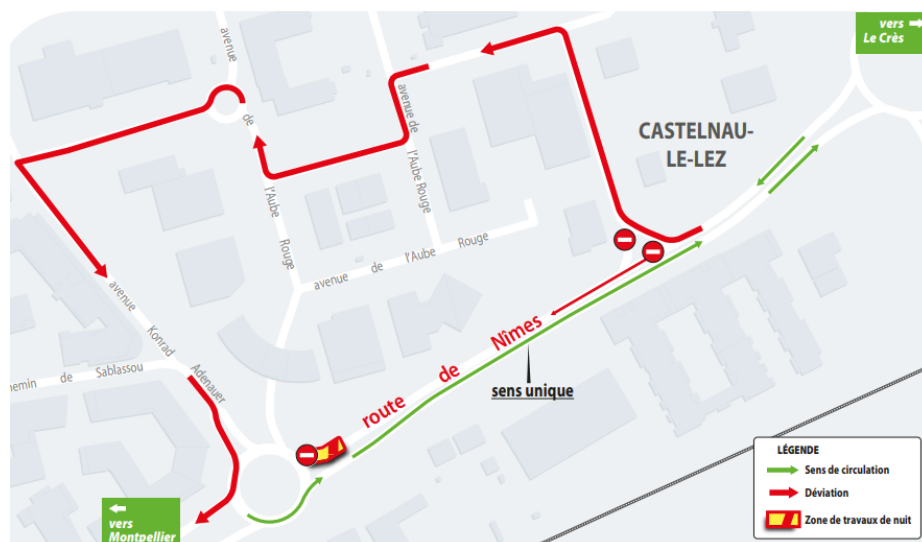 vers
Le Crès
avenue
de
l'Aube
Rouge
avenue de
l'Aube Rouge
CASTELNAU-
LE-LEZ
avenue de l'Aube Rouge
avenue
Konrad
Adenauer
hemin de Sablassou
route de Nîmes
sens unique
vers
Montpellier
LÉGENDE
Sens de circulation
Déviation
Zone de travaux de nuit